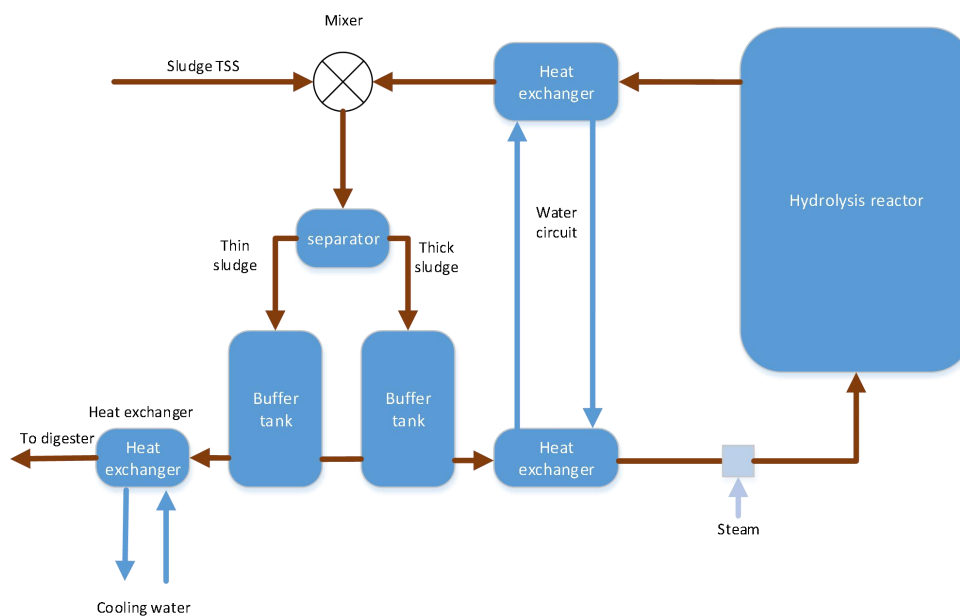 Mixer
Sludge TSS
Heat
exchanger
Hydrolysis reactor
Water
circuit
separator
Thin
sludge
Thick
sludge
Buffer
tank
Buffer
tank
Heat exchanger
To digester
Heat
exchanger
Heat
exchanger
Steam
Cooling water